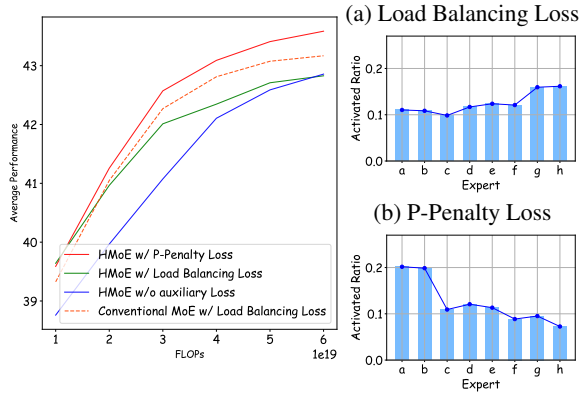 43
42
41
40
39
Average Performance
HMoE w/ P-Penalty Loss
HMoE w/ Load Balancing Loss
HMoE w/o auxiliary Loss
Conventional MoE w/ Load Balancing Loss
1 2 3 4 5 6
FLOPs 1e19
(a) Load Balancing Loss
Activated Ratio
0.2
0.1
0.0
a b c d e f g h
Expert
(b) P-Penalty Loss
Activated Ratio
0.2
0.1
0.0
a b c d e f g h
Expert